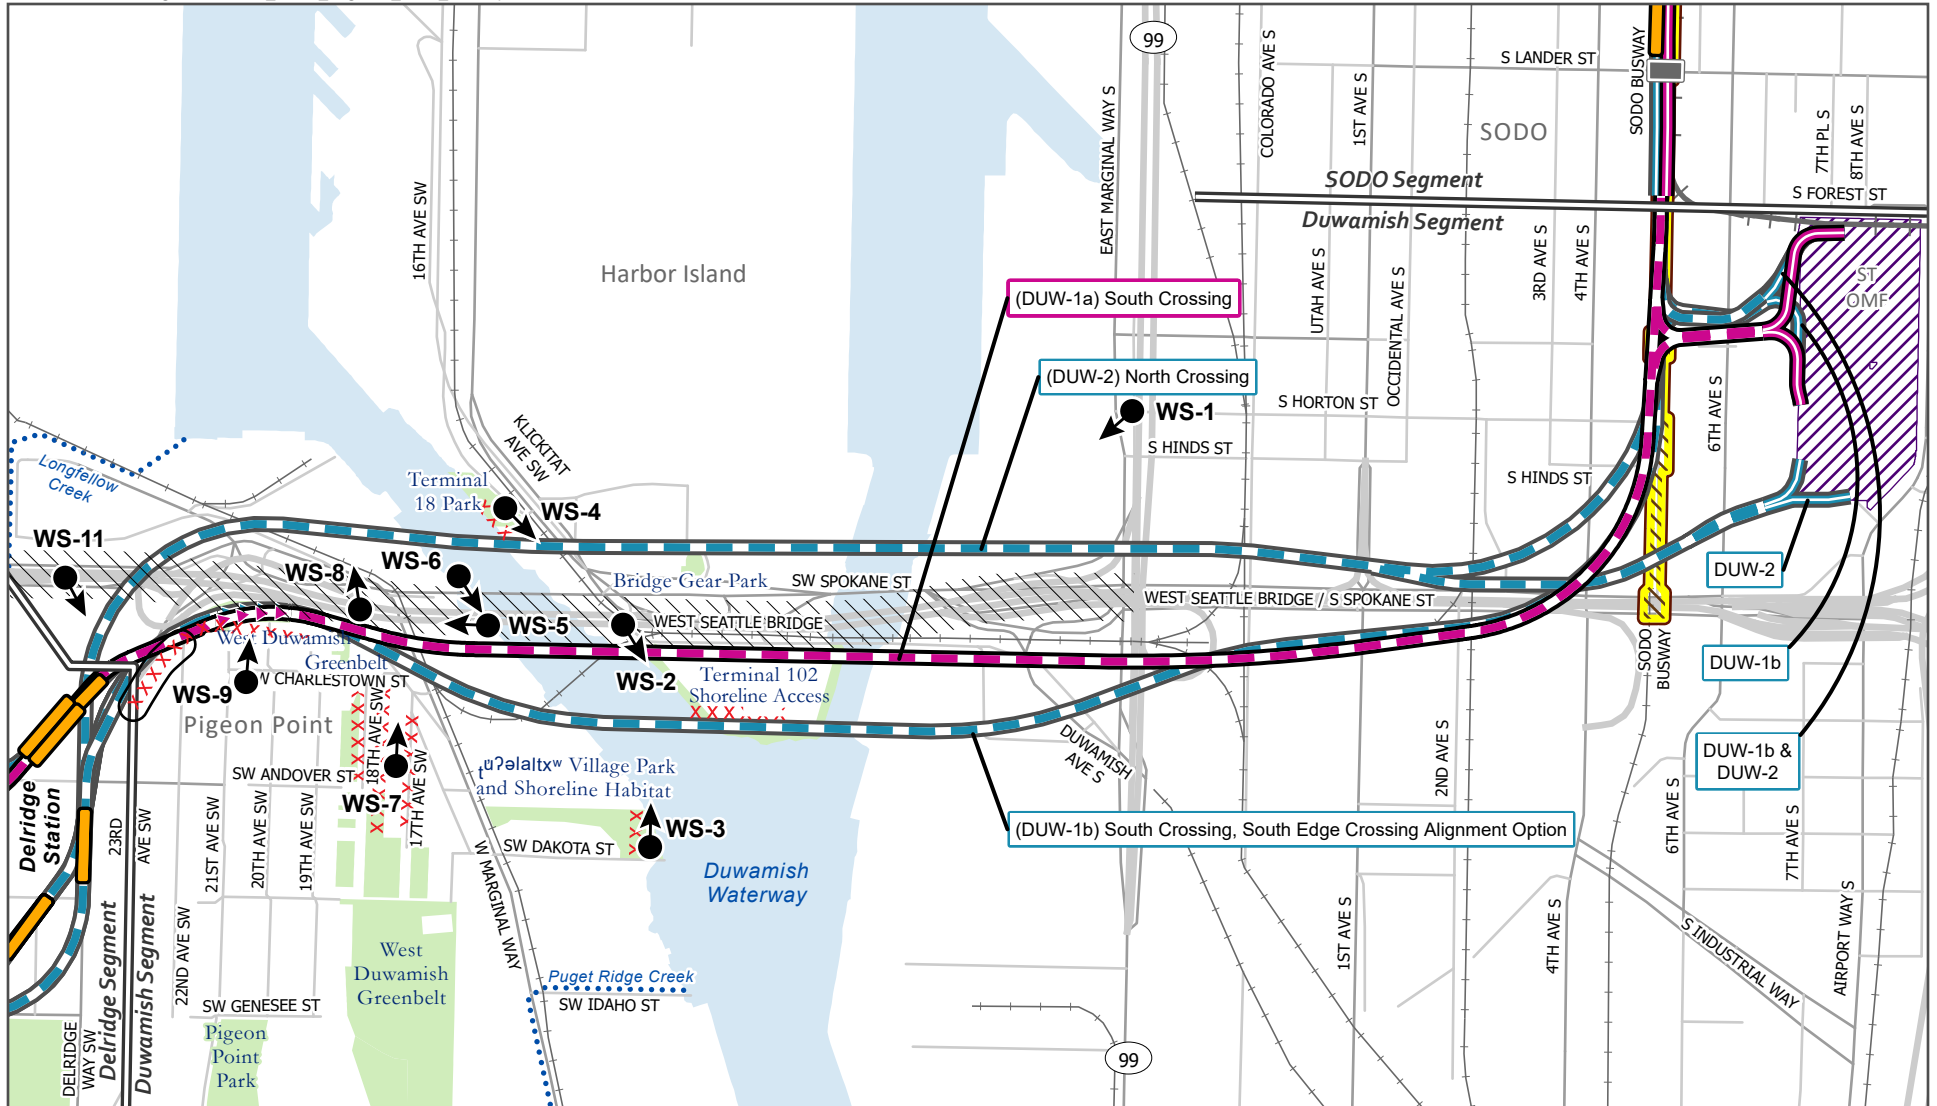 99
S LANDER ST
SODO BUSWAY
COLORADO AVE S
1ST AVE S
SODO
7TH PL S
8TH AVE S
EAST MARGINAL WAY S
16TH AVE SW
SODO Segment
Duwamish Segment
S FOREST ST
Harbor Island
UTAH AVE S
OCCIDENTAL AVE S
3RD AVE S
4TH AVE S
ST
OMF
(DUW-1a) South Crossing
(DUW-2) North Crossing
WS-1
S HORTON ST
6TH AVE S
S HINDS ST
S HINDS ST
KLICKITAT
AVE SW
Longfellow
Creek
Terminal
18 Park
WS-4
WS-11
WS-6
WS-8
Bridge Gear Park
SW SPOKANE ST
WEST SEATTLE BRIDGE / S SPOKANE ST
WS-5
WEST SEATTLE BRIDGE
DUW-2
West Duwamish
Greenbelt
W CHARLESTOWN ST
WS-9
WS-2
Terminal 102
Shoreline Access
SODO
BUSWAY
DUW-1b
Pigeon Point
18TH AVE SW
17TH AVE SW
DUWAMISH
AVE S
2ND AVE S
DUW-1b &
DUW-2
SW ANDOVER ST
WS-7
t​ʉʔəlaltxʷ Village Park
and Shoreline Habitat
WS-3
SW DAKOTA ST
(DUW-1b) South Crossing, South Edge Crossing Alignment Option
6TH AVE S
7TH AVE S
Delridge
Station
23RD
AVE SW
21ST AVE SW
20TH AVE SW
19TH AVE SW
W MARGINAL WAY
Duwamish
Waterway
22ND AVE SW
Delridge Segment
Duwamish Segment
West
Duwamish
Greenbelt
1ST AVE S
4TH AVE S
S INDUSTRIAL WAY
AIRPORT WAY S
Puget Ridge Creek
SW IDAHO ST
SW GENESEE ST
Pigeon
Point
Park
DELRIDGE
WAY SW
99